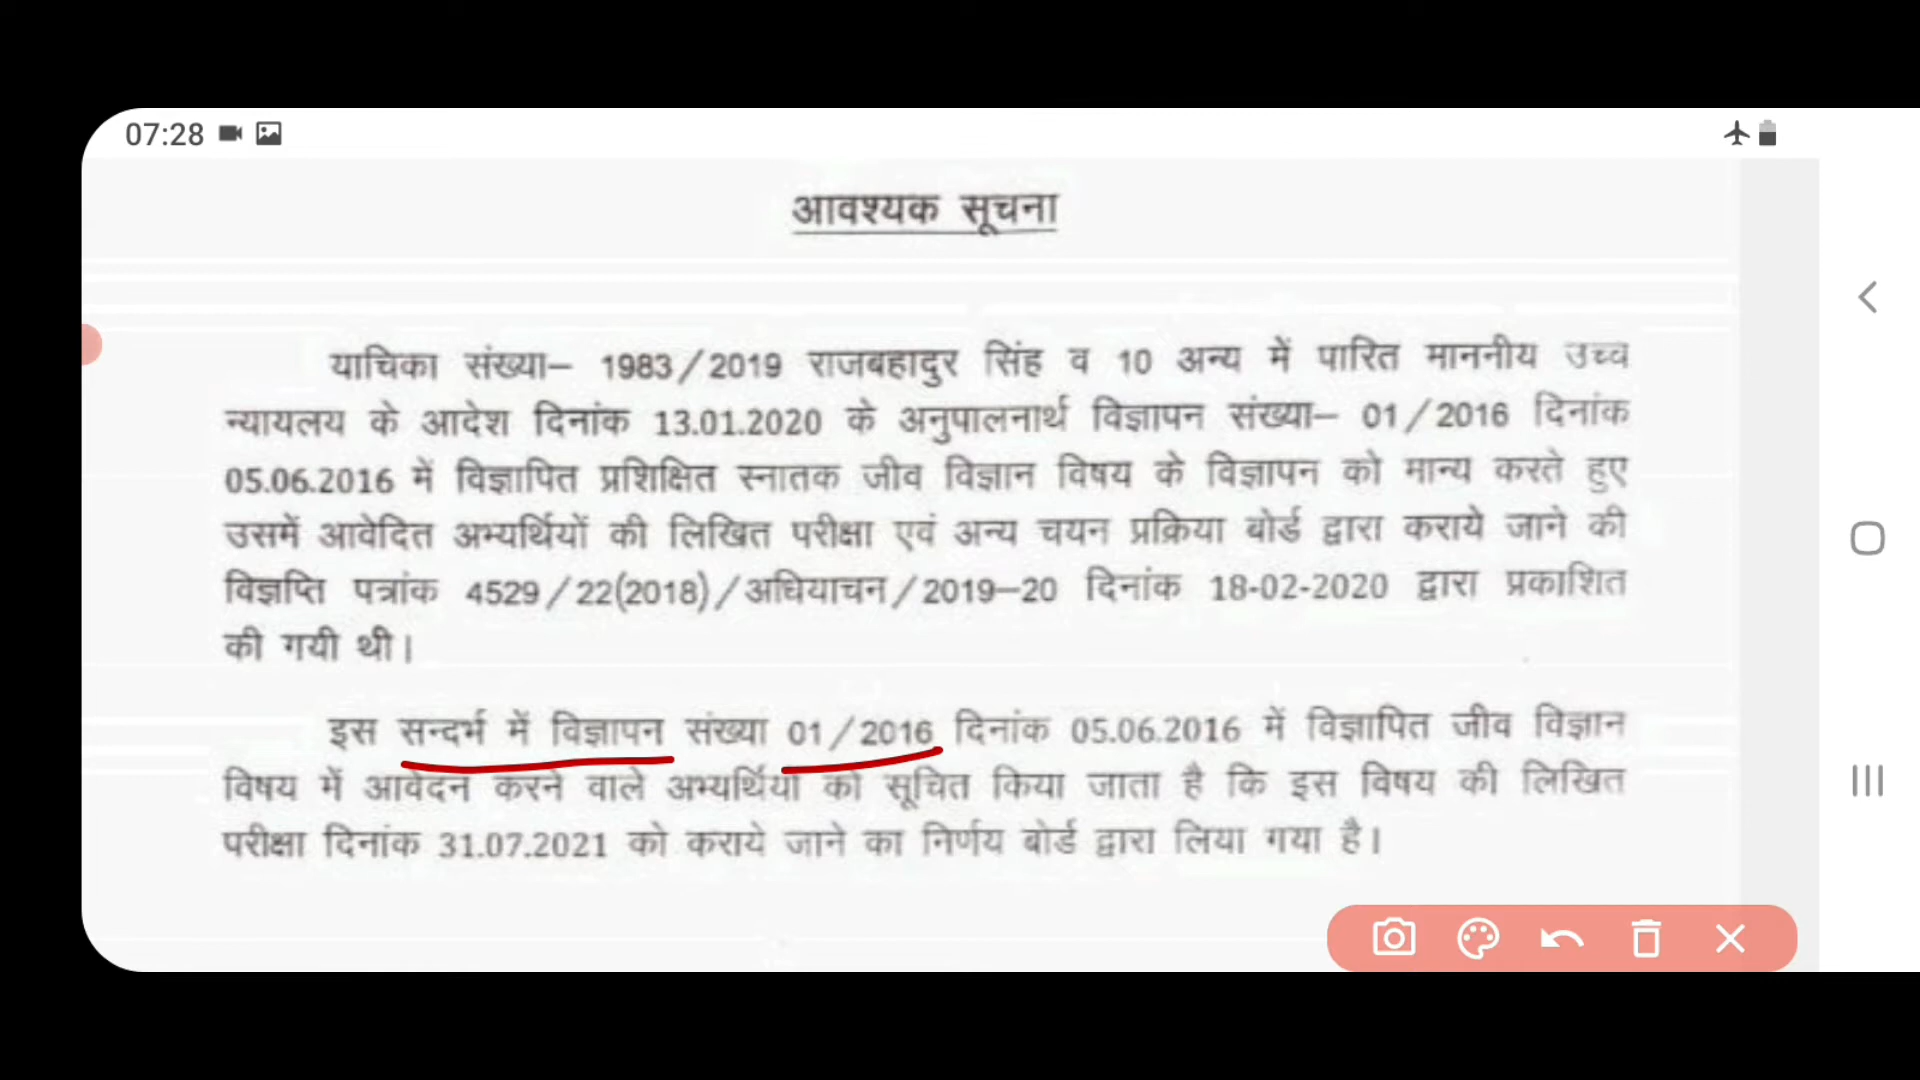 07:28
आवश्यक सूचना
याचिका संख्या– 1983/2019 राजबहादुर सिंह व 10 अन्य में पारित माननीय उच्च
न्यायलय के आदेश दिनांक 13.01.2020 के अनुपालनार्थ विज्ञापन संख्या– 01/2016 दिनांक
05.06.2016 में विज्ञापित प्रशिक्षित स्नातक जीव विज्ञान विषय के विज्ञापन को मान्य करते हुए
उसमें आवेदित अभ्यर्थियों की लिखित परीक्षा एवं अन्य चयन प्रक्रिया बोर्ड द्वारा कराये जाने की
विज्ञप्ति पत्रांक 4529/22(2018)/अधियाचन/2019–20 दिनांक 18-02-2020 द्वारा प्रकाशित
की गयी थी।
इस सन्दर्भ में विज्ञापन संख्या 01/2016 दिनांक 05.06.2016 में विज्ञापित जीव विज्ञान
विषय में आवेदन करने वाले अभ्यर्थियों को सूचित किया जाता है कि इस विषय की लिखित
परीक्षा दिनांक 31.07.2021 को कराये जाने का निर्णय बोर्ड द्वारा लिया गया है।